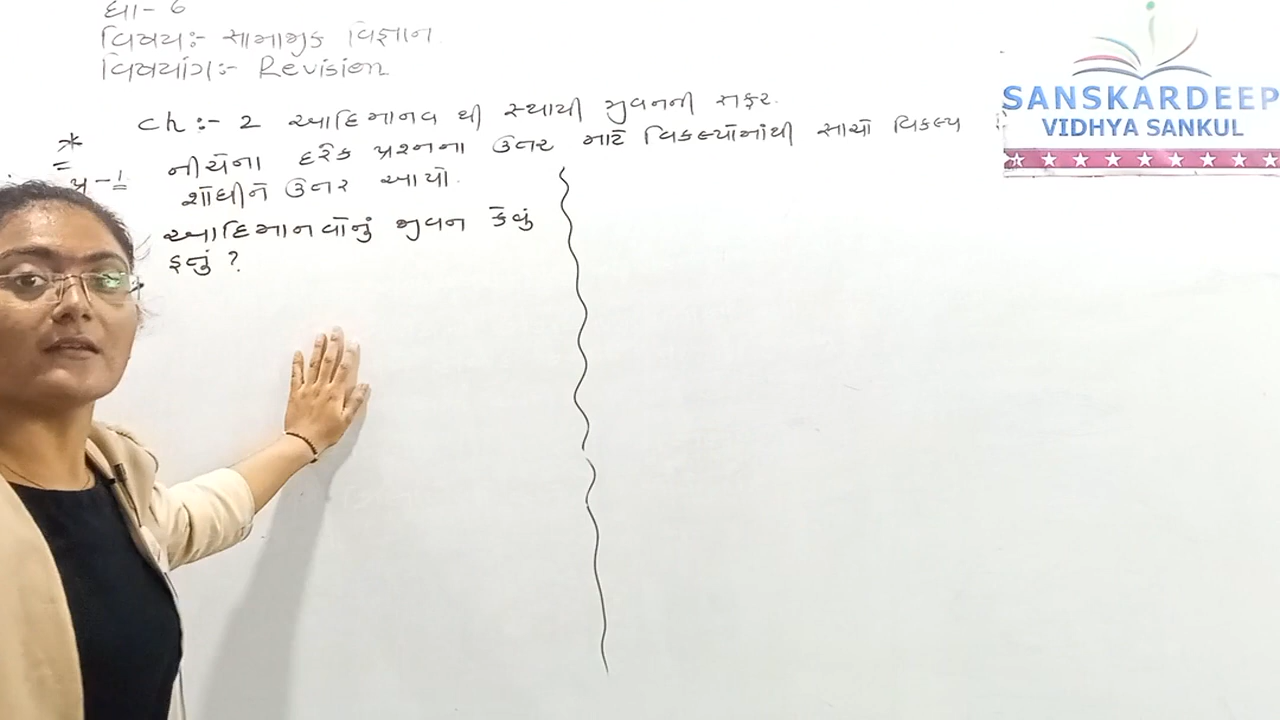 ધો- 6
વિષય:- સામાજીક વિજ્ઞાન.
વિષયાંગ:- Revision
Ch :- 2 આદિમાનવ થી સ્થાયી જીવનની સફર.
* નીચેના દરેક પ્રશ્નના ઉત્તર માટે વિકલ્પોમાંથી સાચો વિકલ્પ
પ્ર-1 શોધીને ઉત્તર આપો.
આદિમાનવોનું જીવન કેવું
હતું ?
SANSKARDEEP
VIDHYA SANKUL